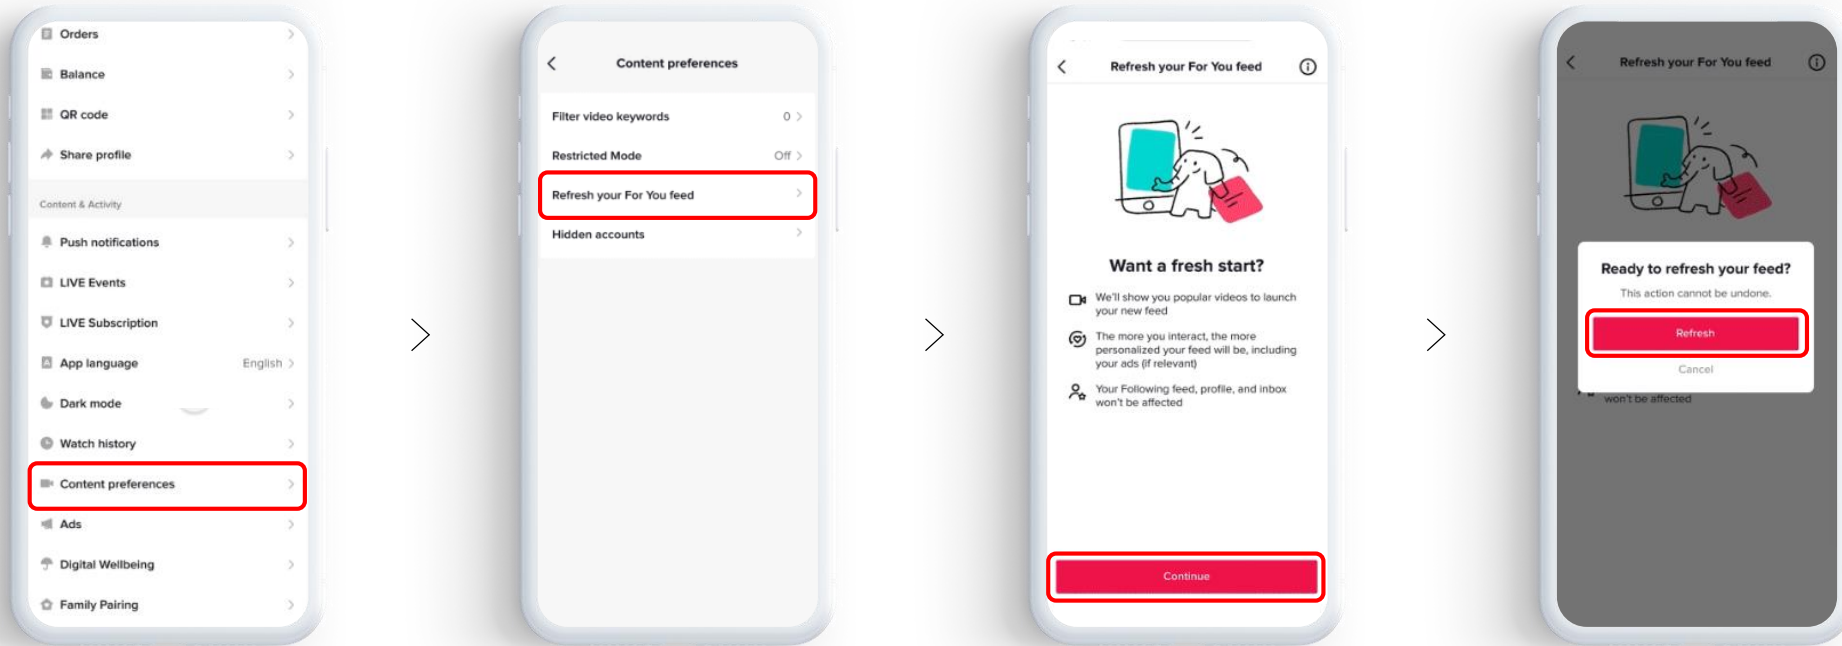 Orders
Balance
QR code
Share profile
Content & Activity
Push notifications
LIVE Events
LIVE Subscription
App language English
Dark mode
Watch history
Content preferences
Ads
Digital Wellbeing
Family Pairing
Content preferences
Filter video keywords 0
Restricted Mode Off
Refresh your For You feed
Hidden accounts
Refresh your For You feed
Want a fresh start?
We'll show you popular videos to launch
your new feed
The more you interact, the more
personalized your feed will be, including
your ads (if relevant)
Your Following feed, profile, and inbox
won't be affected
Continue
Refresh your For You feed
Ready to refresh your feed?
This action cannot be undone.
Refresh
Cancel
won't be affected